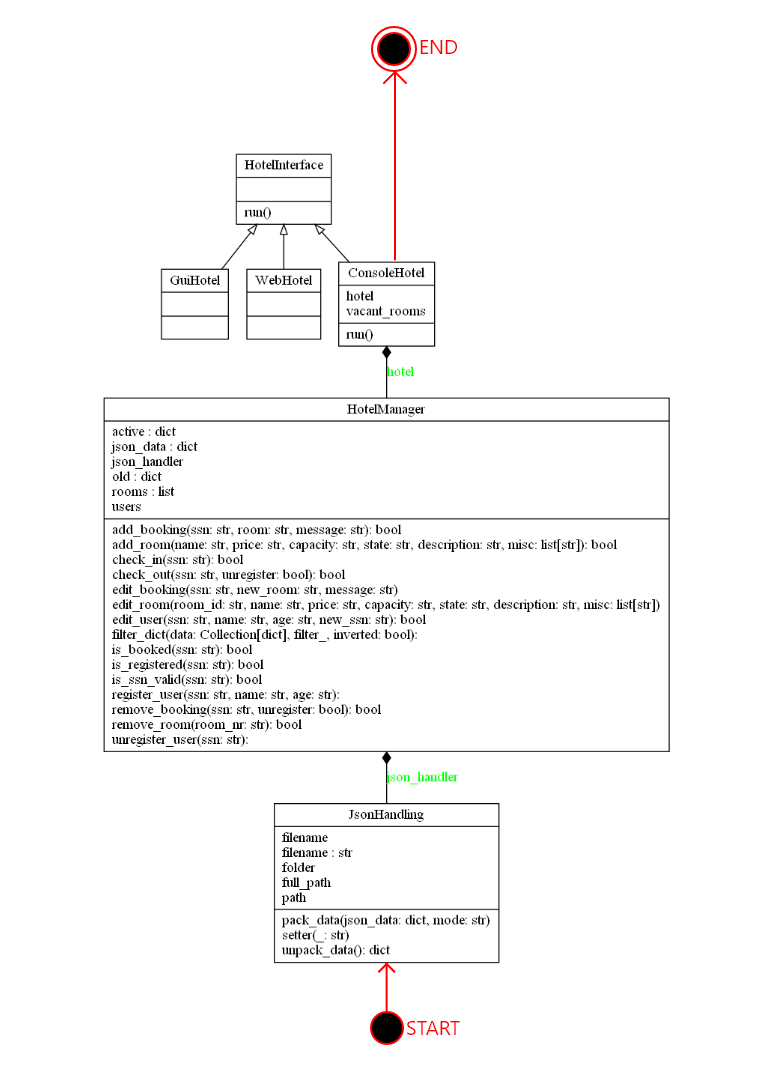 END
HotelInterface
run()
GuiHotel
WebHotel
ConsoleHotel
hotel
vacant_rooms
run()
hotel
HotelManager
active : dict
json_data : dict
json_handler
old : dict
rooms : list
users
add_booking(ssn: str, room: str, message: str): bool
add_room(name: str, price: str, capacity: str, state: str, description: str, misc: list[str]): bool
check_in(ssn: str): bool
check_out(ssn: str, unregister: bool): bool
edit_booking(ssn: str, new_room: str, message: str)
edit_room(room_id: str, name: str, price: str, capacity: str, state: str, description: str, misc: list[str])
edit_user(ssn: str, name: str, age: str, new_ssn: str): bool
filter_dict(data: Collection[dict], filter_, inverted: bool):
is_booked(ssn: str): bool
is_registered(ssn: str): bool
is_ssn_valid(ssn: str): bool
register_user(ssn: str, name: str, age: str):
remove_booking(ssn: str, unregister: bool): bool
remove_room(room_nr: str): bool
unregister_user(ssn: str):
json_handler
JsonHandling
filename
filename : str
folder
full_path
path
pack_data(json_data: dict, mode: str)
setter(_: str)
unpack_data(): dict
START